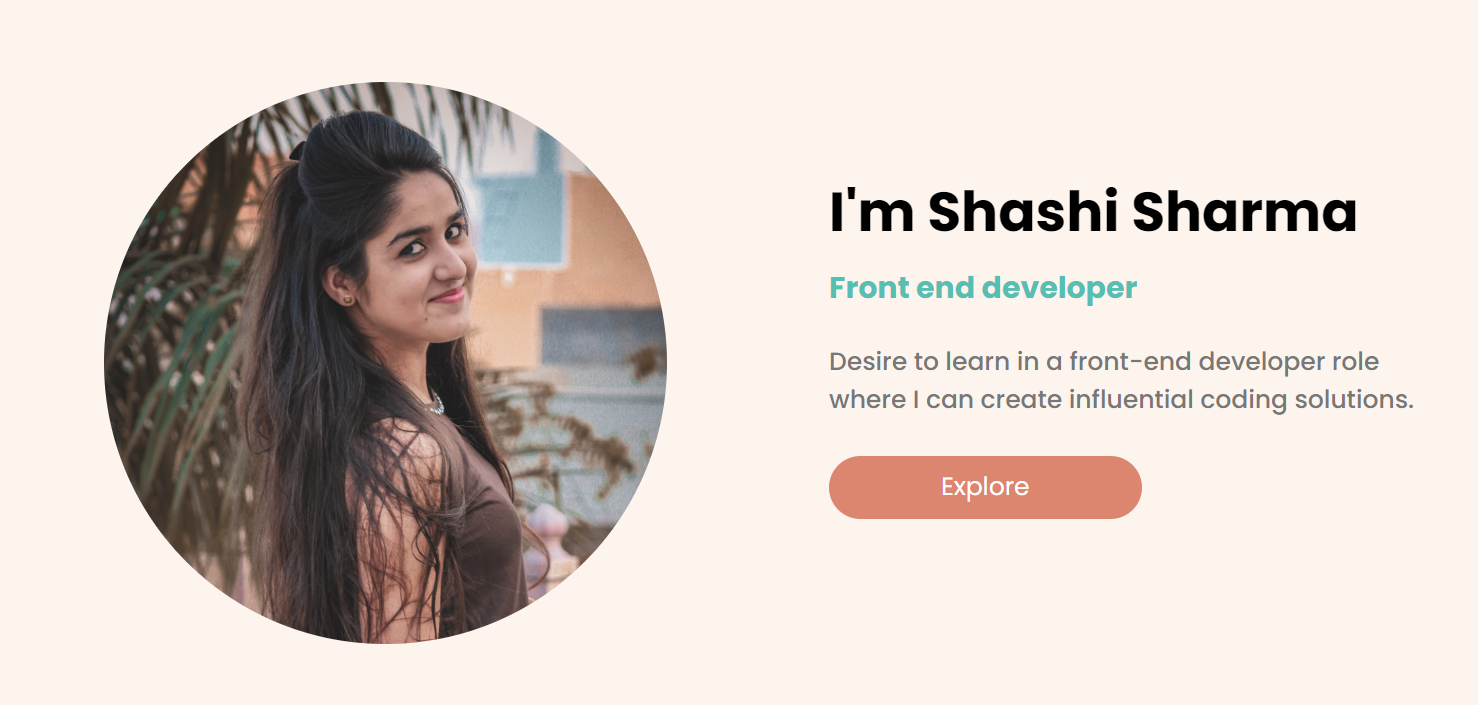 I'm Shashi Sharma
Front end developer
Desire to learn in a front-end developer role
where I can create influential coding solutions.
Explore